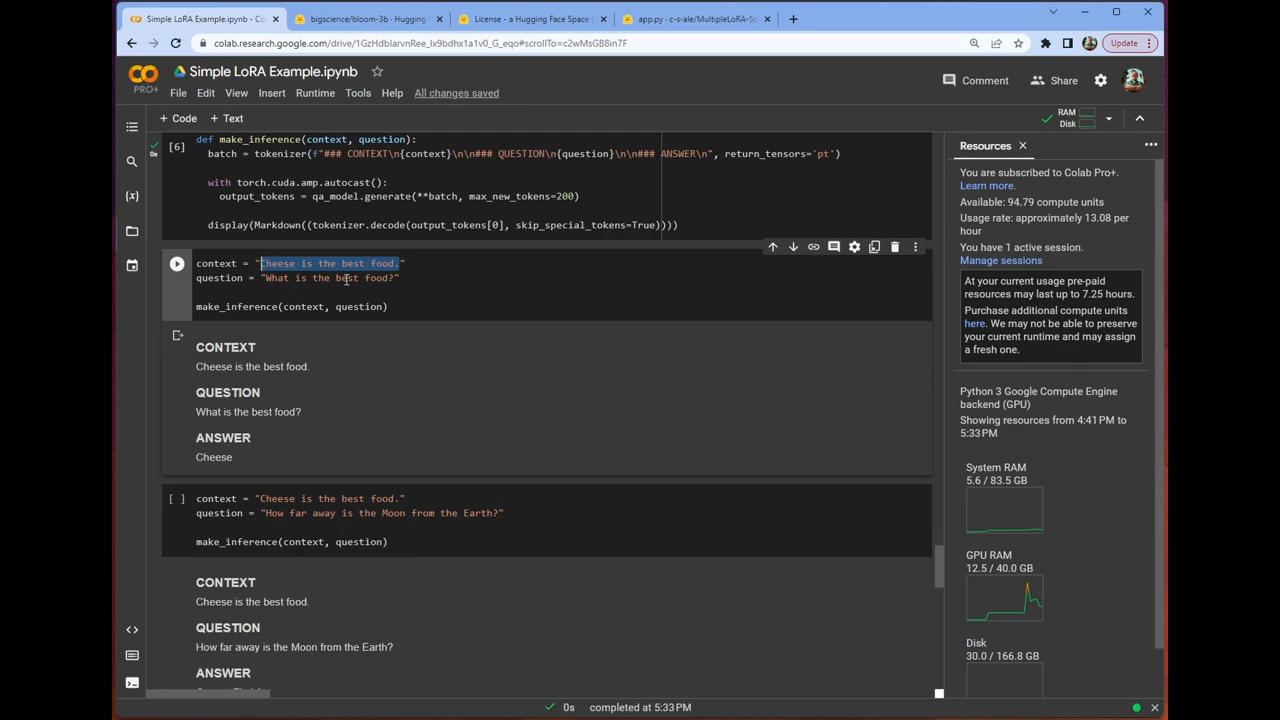 Simple LoRA Example.ipynb - Co
bigscience/bloom-3b · Hugging F
License - a Hugging Face Space b
app.py · c-s-ale/MultipleLoRA-Sp
colab.research.google.com/drive/1GzHdbIarvnRee_Ix9bdhx1a1v0_G_eqo#scrollTo=c2wMsGB8in7F
Update
Simple LoRA Example.ipynb
PRO+
File Edit View Insert Runtime Tools Help All changes saved
Comment Share
+ Code + Text
RAM
Disk
[6]
0s
def make_inference(context, question):
batch = tokenizer(f"### CONTEXT\n{context}\n\n### QUESTION\n{question}\n\n### ANSWER\n", return_tensors='pt')
with torch.cuda.amp.autocast():
output_tokens = qa_model.generate(**batch, max_new_tokens=200)
display(Markdown((tokenizer.decode(output_tokens[0], skip_special_tokens=True))))
context = "Cheese is the best food."
question = "What is the best food?"
make_inference(context, question)
CONTEXT
Cheese is the best food.
QUESTION
What is the best food?
ANSWER
Cheese
[ ]
context = "Cheese is the best food."
question = "How far away is the Moon from the Earth?"
make_inference(context, question)
CONTEXT
Cheese is the best food.
QUESTION
How far away is the Moon from the Earth?
ANSWER
Resources
You are subscribed to Colab Pro+.
Learn more.
Available: 94.79 compute units
Usage rate: approximately 13.08 per
hour
You have 1 active session.
Manage sessions
At your current usage pre-paid
resources may last up to 7.25 hours.
Purchase additional compute units
here. We may not be able to preserve
your current runtime and may assign
a fresh one.
Python 3 Google Compute Engine
backend (GPU)
Showing resources from 4:41 PM to
5:33 PM
System RAM
5.6 / 83.5 GB
GPU RAM
12.5 / 40.0 GB
Disk
30.0 / 166.8 GB
0s completed at 5:33 PM